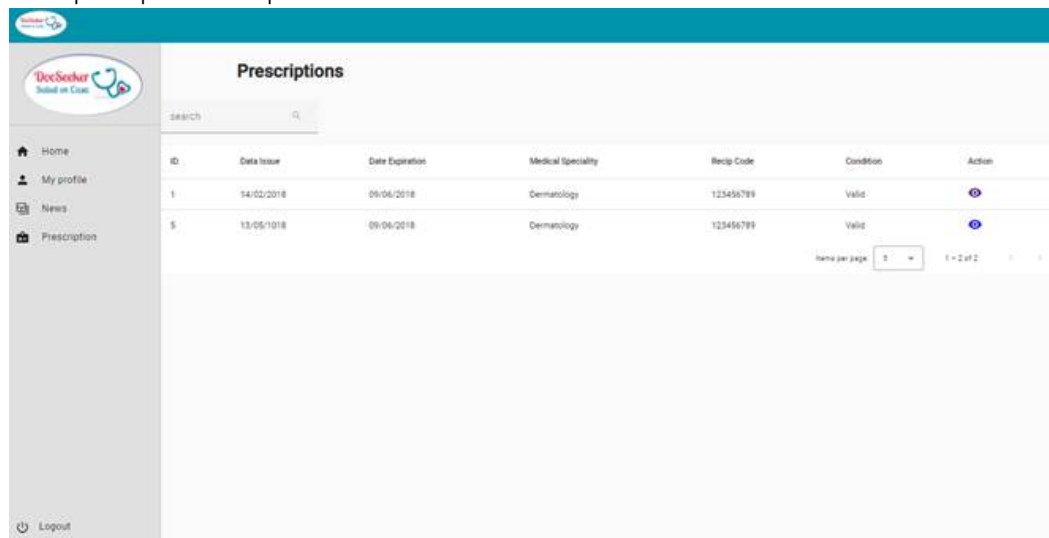 DocSeeker
Prescriptions
search
Home
My profile
News
Prescription
ID Data Issue Date Expiration Medical Speciality Recip Code Condition Action
1 14/02/2018 09/06/2018 Dermatology 123456789 Valid
5 13/05/1018 09/06/2018 Dermatology 123456789 Valid
Items per page: 5 1 – 2 of 2
Logout